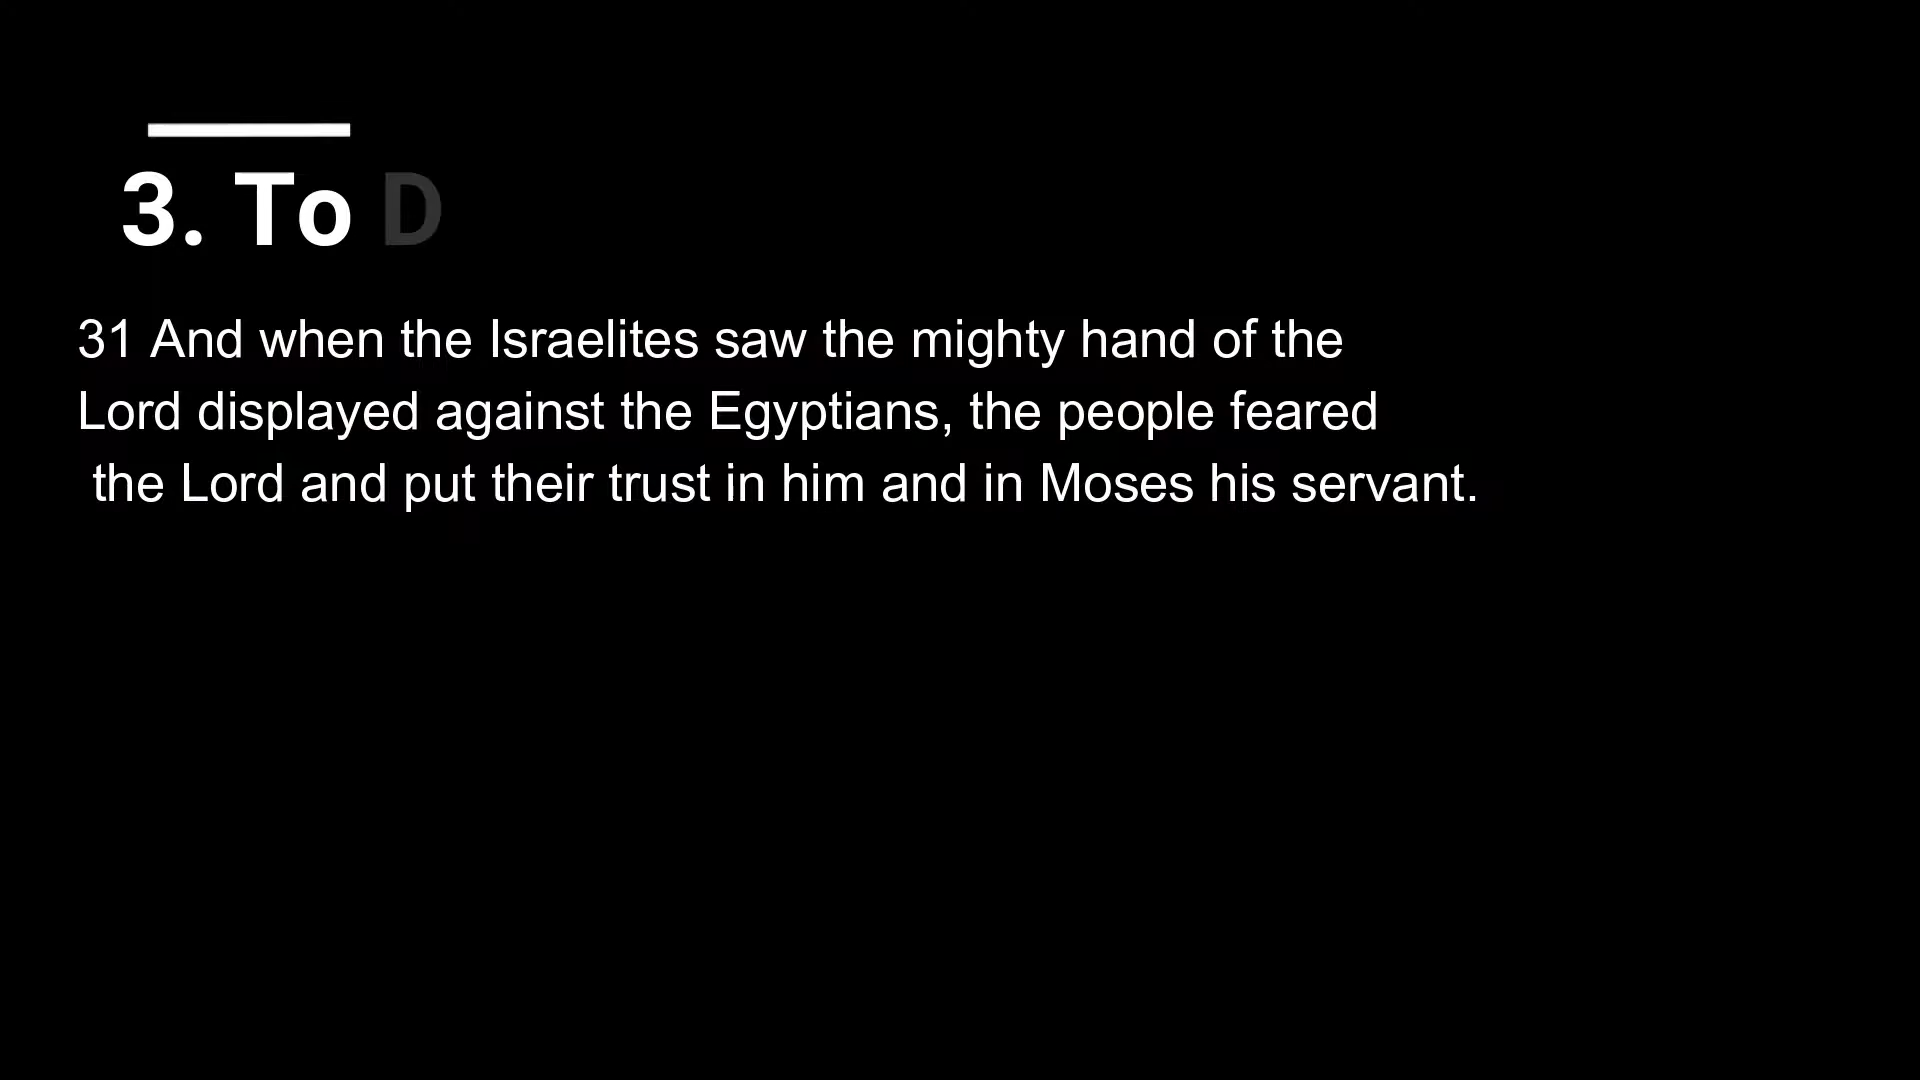 3. To D
31 And when the Israelites saw the mighty hand of the
Lord displayed against the Egyptians, the people feared
the Lord and put their trust in him and in Moses his servant.